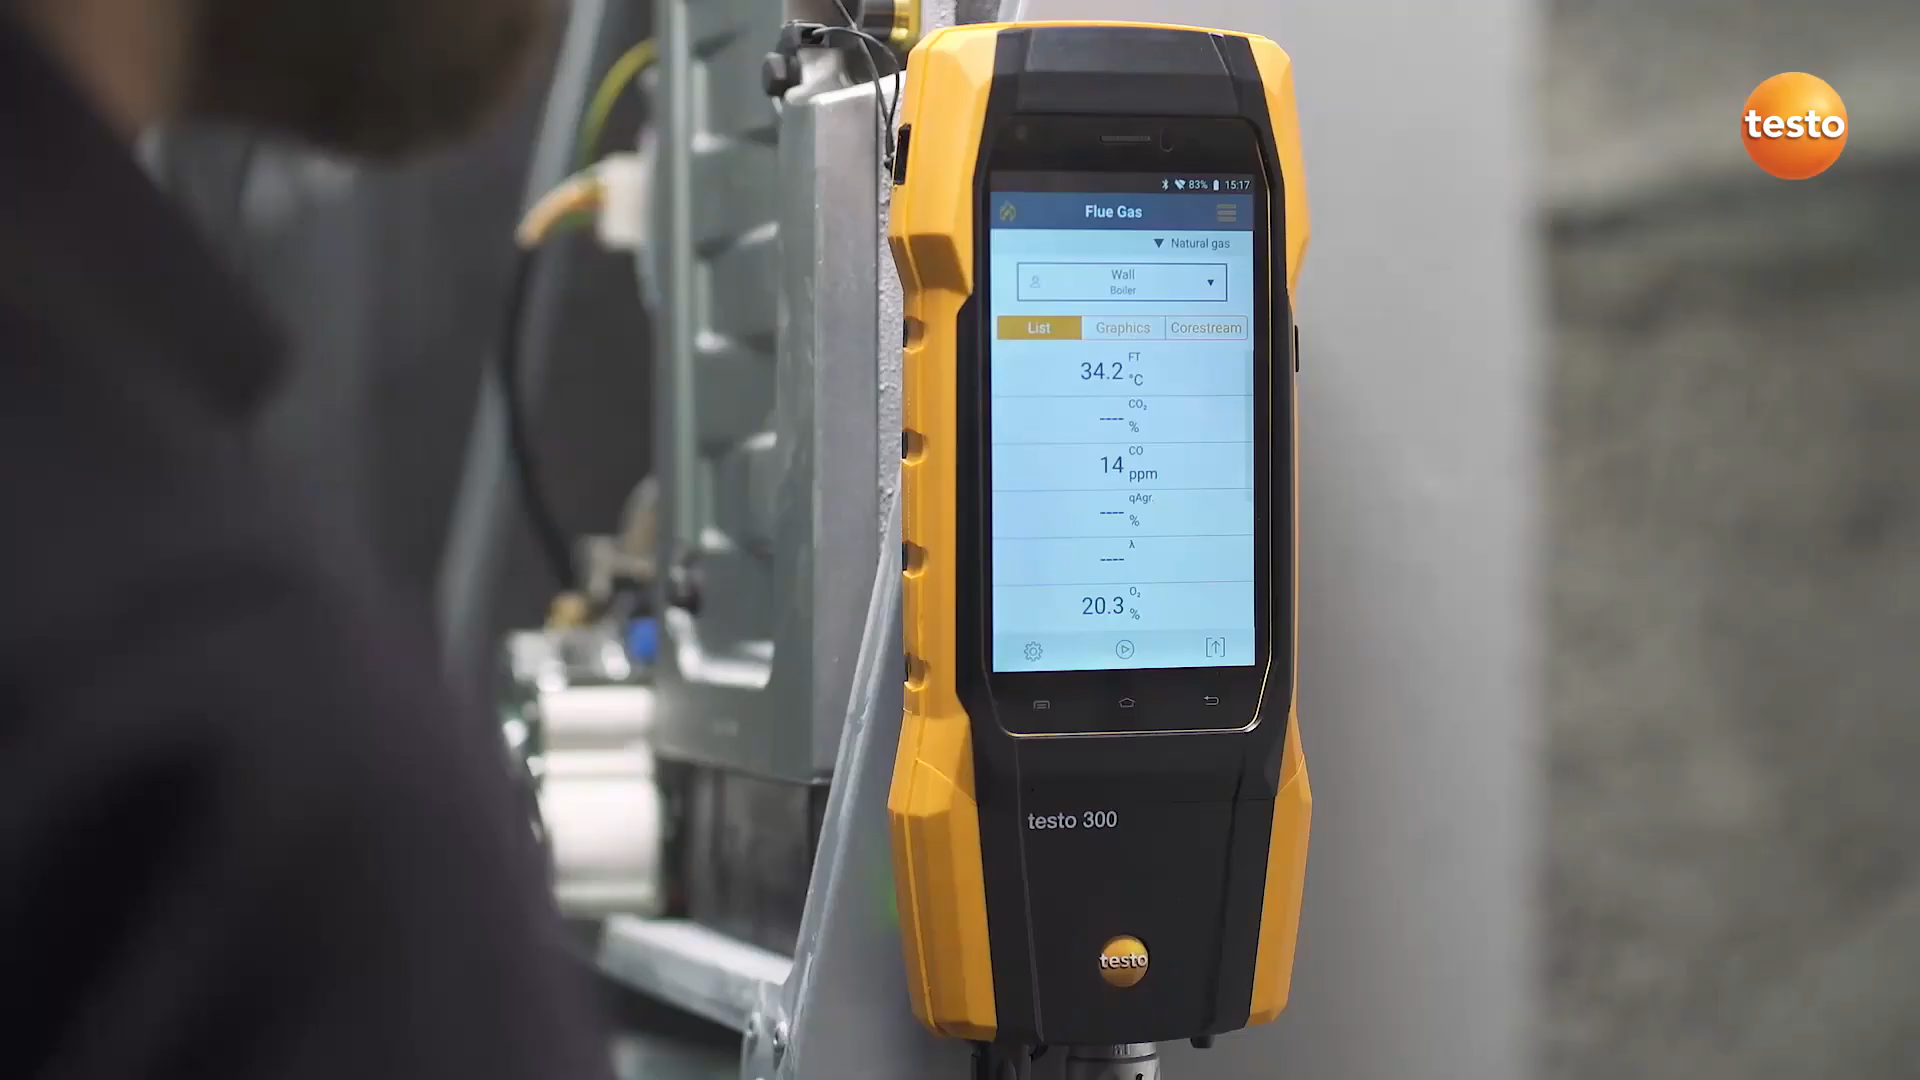 testo
83% 15:17
Flue Gas
▼ Natural gas
Wall
Boiler
List Graphics Corestream
34.2 FT °C
---- CO₂ %
14 CO ppm
---- qAgr. %
---- λ
20.3 O₂ %
testo 300
testo